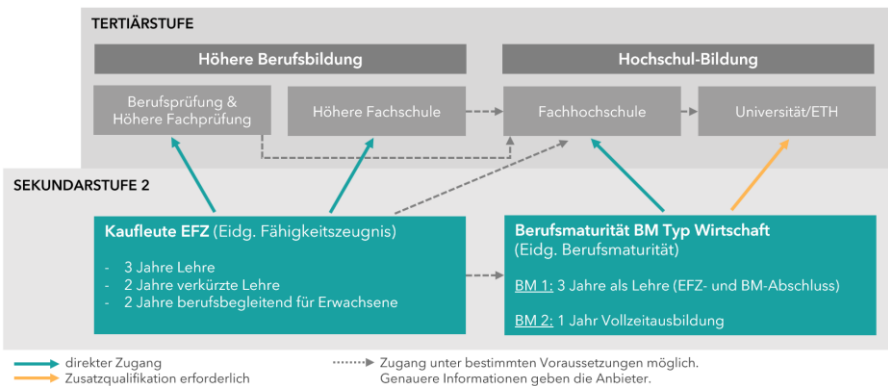 TERTIÄRSTUFE
Höhere Berufsbildung
Hochschul-Bildung
Berufsprüfung &
Höhere Fachprüfung
Höhere Fachschule
Fachhochschule
Universität/ETH
SEKUNDARSTUFE 2
Kaufleute EFZ (Eidg. Fähigkeitszeugnis)
- 3 Jahre Lehre
- 2 Jahre verkürzte Lehre
- 2 Jahre berufsbegleitend für Erwachsene
Berufsmaturität BM Typ Wirtschaft
(Eidg. Berufsmaturität)
BM 1: 3 Jahre als Lehre (EFZ- und BM-Abschluss)
BM 2: 1 Jahr Vollzeitausbildung
direkter Zugang
Zusatzqualifikation erforderlich
Zugang unter bestimmten Voraussetzungen möglich.
Genauere Informationen geben die Anbieter.